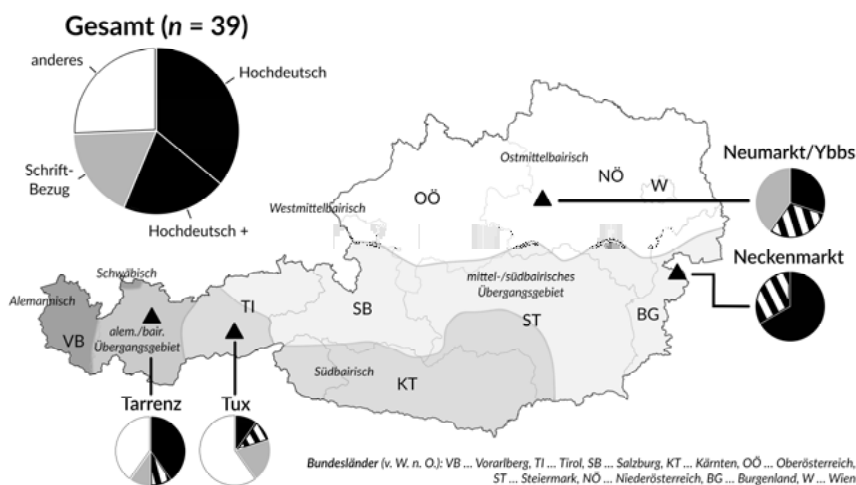 Gesamt (n = 39)
anderes
Hochdeutsch
Schrift-
Bezug
Hochdeutsch +
Ostmittelbairisch
Neumarkt/Ybbs
NÖ
W
OÖ
Westmittelbairisch
Neckenmarkt
Schwäbisch
mittel-/südbairisches
Übergangsgebiet
Alemannisch
TI
SB
ST
BG
alem./bair.
Übergangsgebiet
VB
Südbairisch
KT
Tarrenz
Tux
Bundesländer (v. W. n. O.): VB ... Vorarlberg, TI ... Tirol, SB ... Salzburg, KT ... Kärnten, OÖ ... Oberösterreich,
ST ... Steiermark, NÖ ... Niederösterreich, BG ... Burgenland, W ... Wien